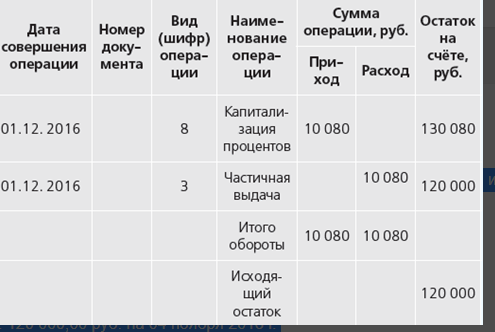 Дата совершения операции
Номер доку–мента
Вид (шифр) опера–ции
Наиме–нование опера–ции
Сумма операции, руб.
При–ход
Расход
Остаток на счёте, руб.
01.12. 2016 8 Капитали–зация процентов 10 080 130 080
01.12. 2016 3 Частичная выдача 10 080 120 000
Итого обороты 10 080 10 080
Исходя–щий остаток 120 000